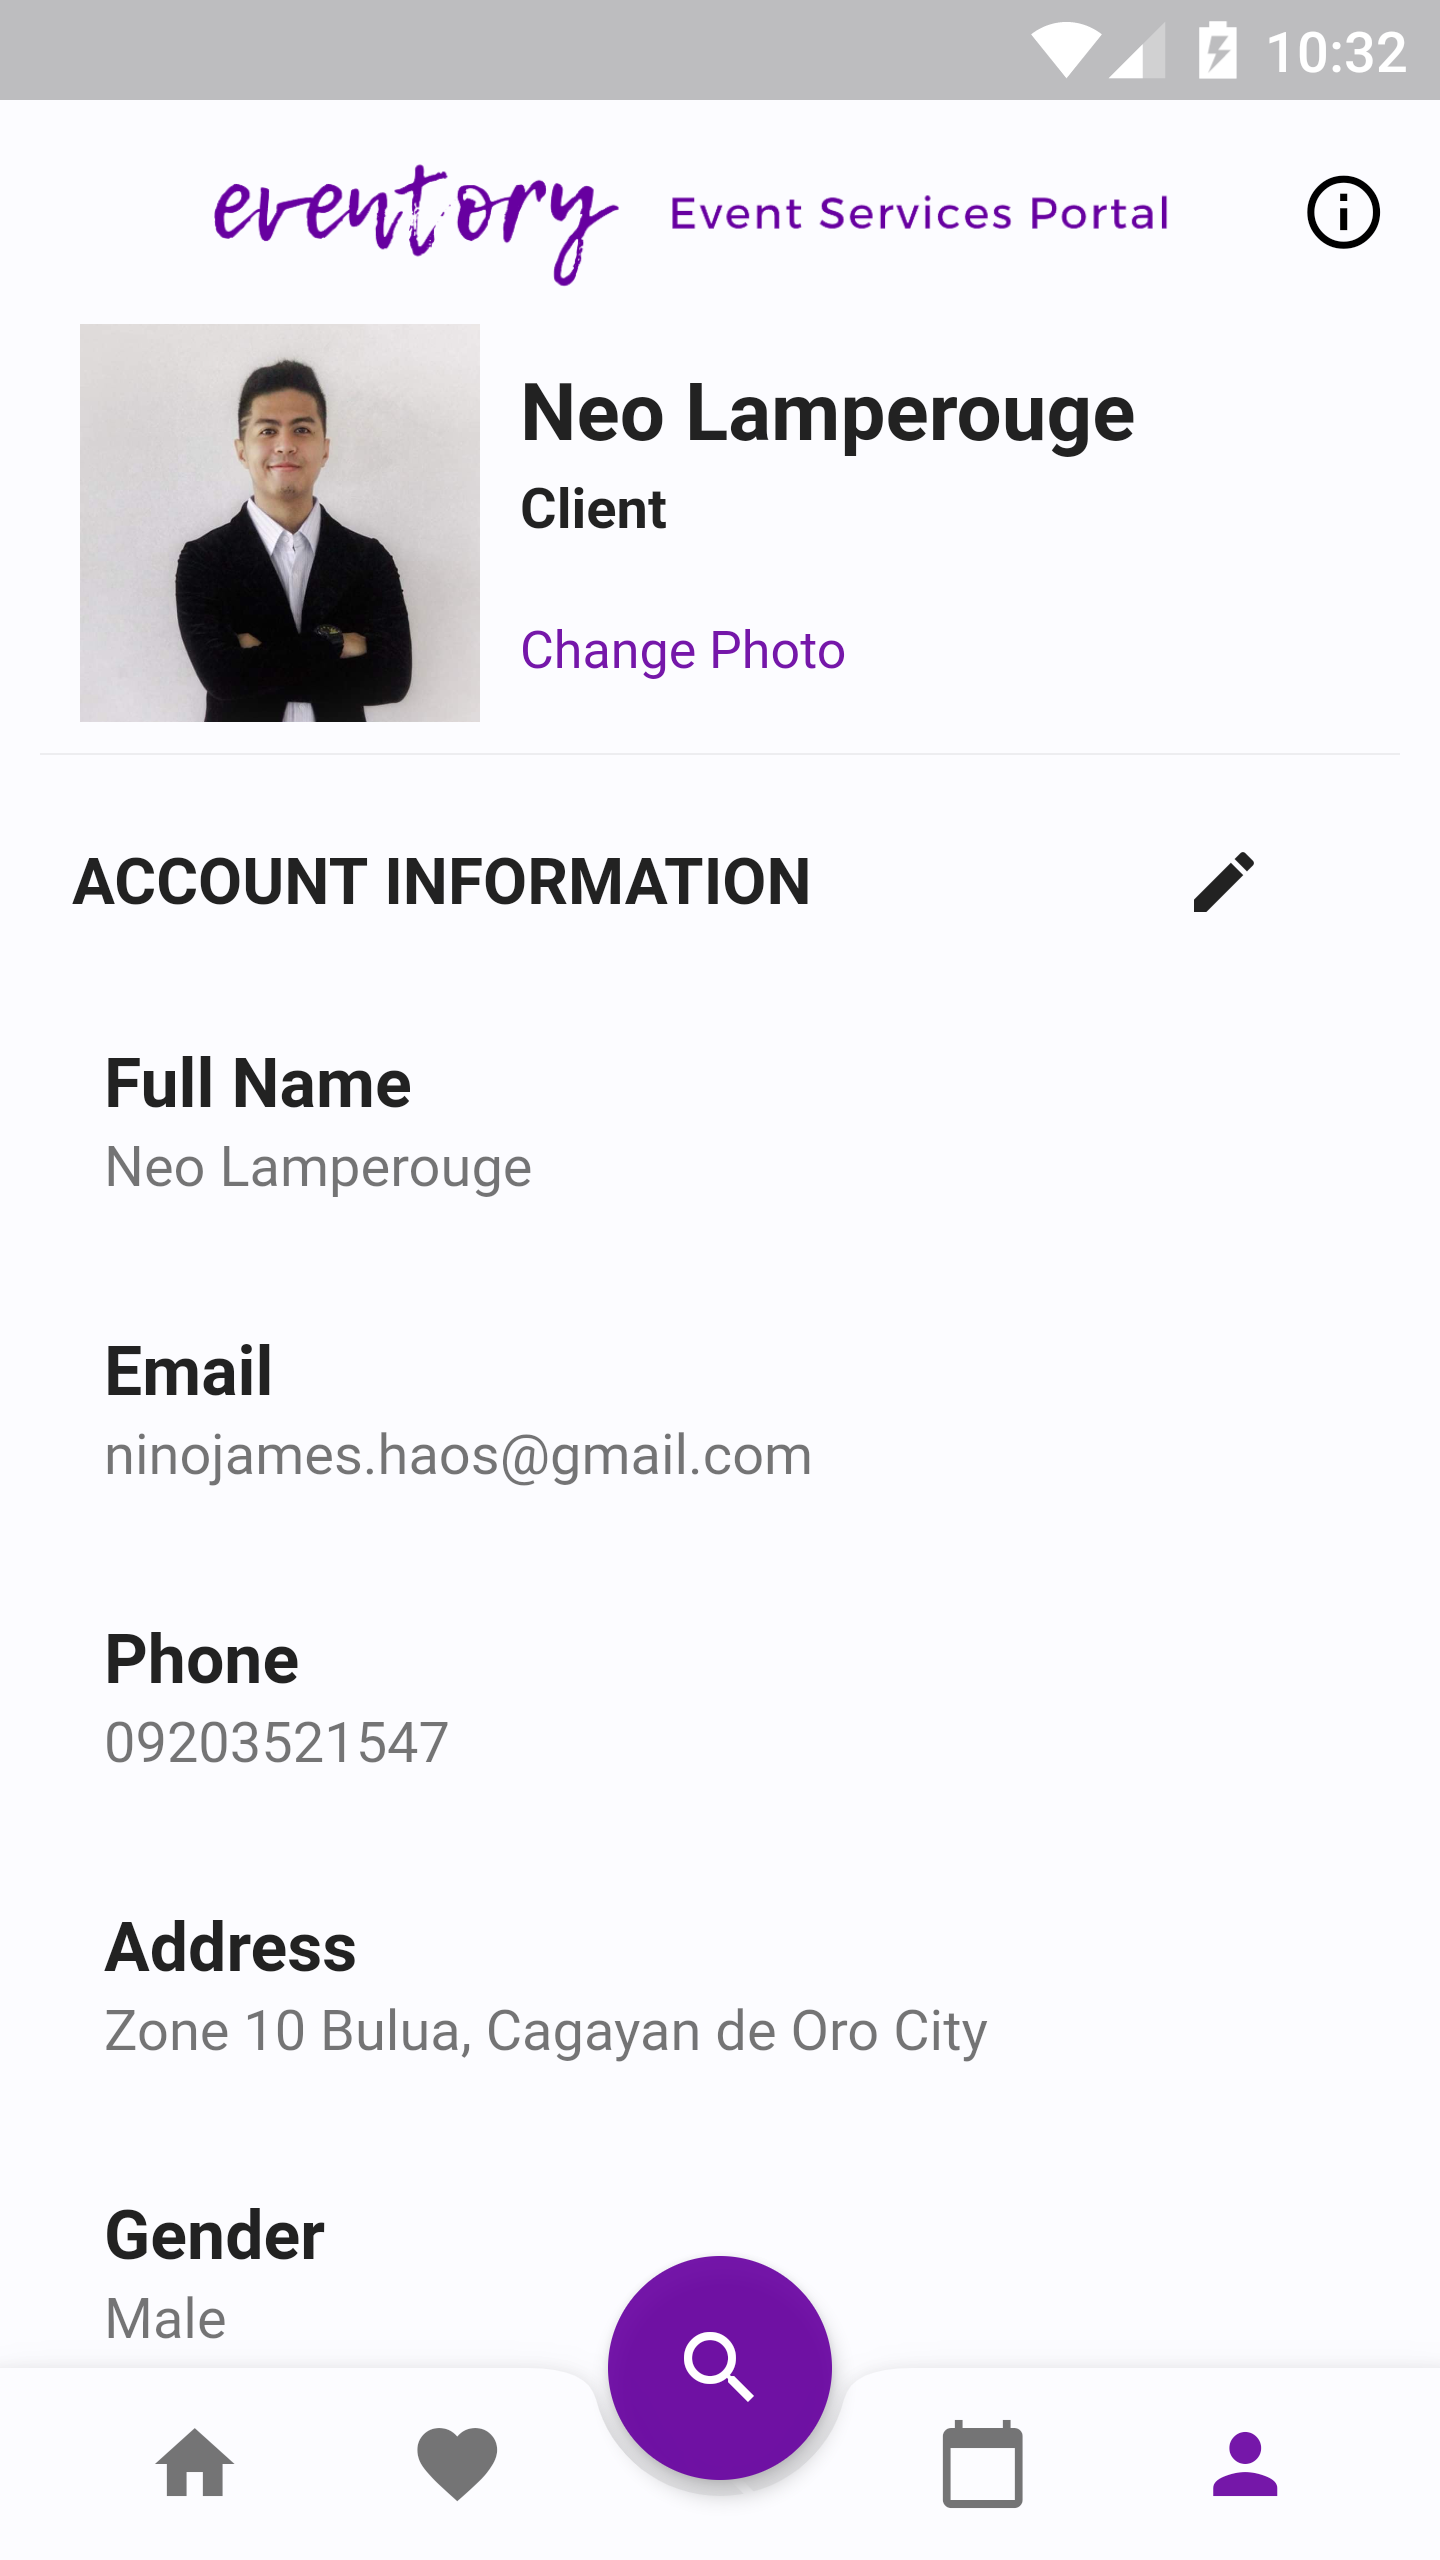 10:32
eventory Event Services Portal
Neo Lamperouge
Client
Change Photo
ACCOUNT INFORMATION
Full Name
Neo Lamperouge
Email
ninojames.haos@gmail.com
Phone
09203521547
Address
Zone 10 Bulua, Cagayan de Oro City
Gender
Male